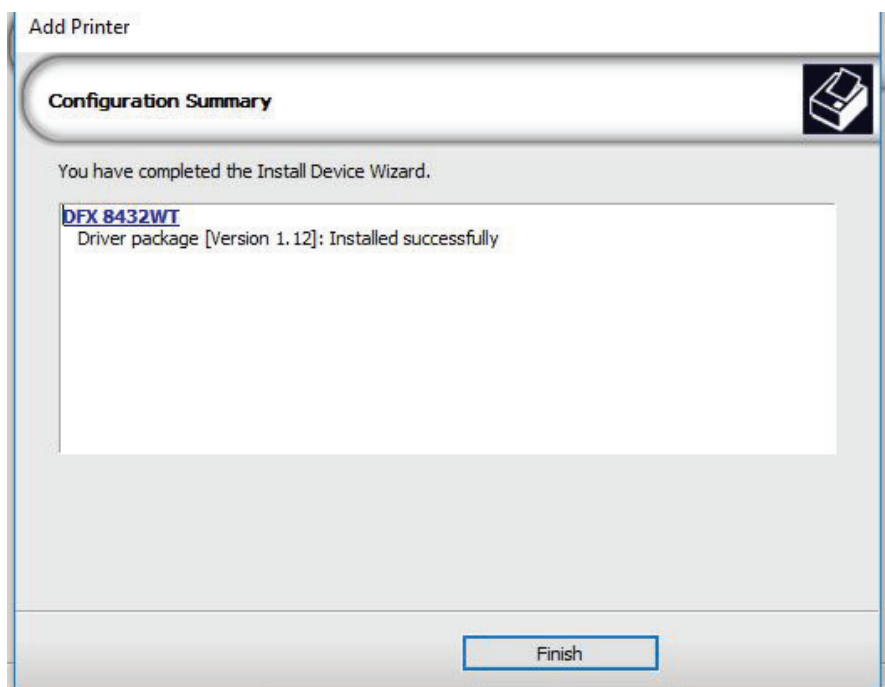 Add Printer
Configuration Summary
You have completed the Install Device Wizard.
DFX 8432WT
Driver package [Version 1.12]: Installed successfully
Finish